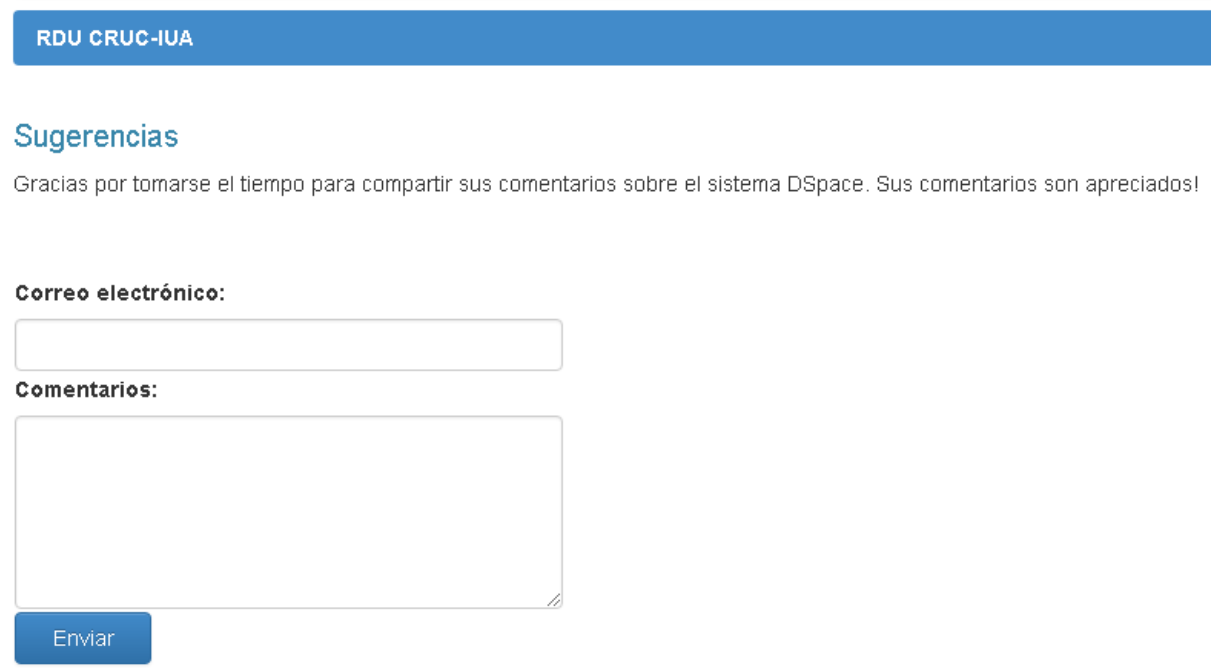 RDU CRUC-IUA
Sugerencias
Gracias por tomarse el tiempo para compartir sus comentarios sobre el sistema DSpace. Sus comentarios son apreciados!
Correo electrónico:
Comentarios:
Enviar